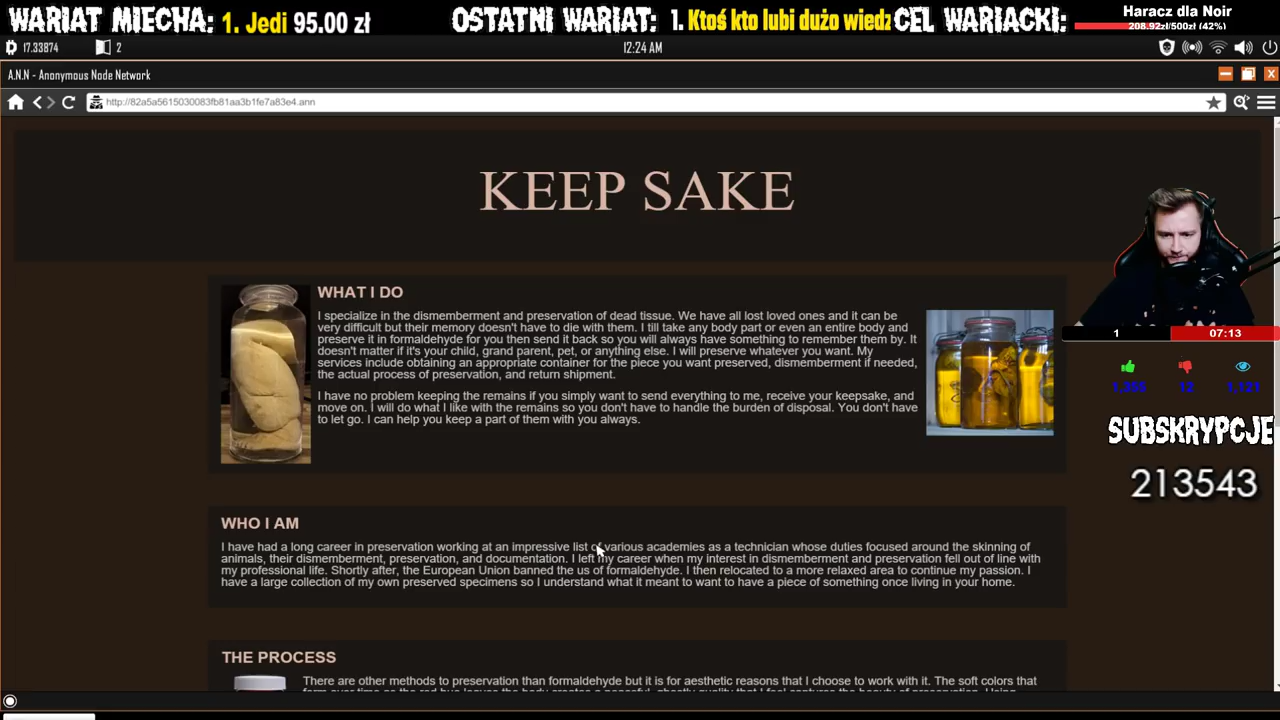 WARIAT MIECHA: 1. Jedi 95.00 zł
OSTATNI WARIAT: 1. Ktoś kto lubi dużo wiedz
CEL WARIACKI:
Haracz dla Noir
208.92zł/500zł (42%)
17.33874
2
12:24 AM
A.N.N - Anonymous Node Network
http://82a5a5615030083fb81aa3b1fe7a83e4.ann
KEEP SAKE
WHAT I DO
I specialize in the dismemberment and preservation of dead tissue. We have all lost loved ones and it can be
very difficult but their memory doesn't have to die with them. I till take any body part or even an entire body and
preserve it in formaldehyde for you then send it back so you will always have something to remember them by. It
doesn't matter if it's your child, grand parent, pet, or anything else. I will preserve whatever you want. My
services include obtaining an appropriate container for the piece you want preserved, dismemberment if needed,
the actual process of preservation, and return shipment.
I have no problem keeping the remains if you simply want to send everything to me, receive your keepsake, and
move on. I will do what I like with the remains so you don't have to handle the burden of disposal. You don't have
to let go. I can help you keep a part of them with you always.
1
07:13
1,355
12
1,121
SUBSKRYPCJE
213543
WHO I AM
I have had a long career in preservation working at an impressive list of various academies as a technician whose duties focused around the skinning of
animals, their dismemberment, preservation, and documentation. I left my career when my interest in dismemberment and preservation fell out of line with
my professional life. Shortly after, the European Union banned the us of formaldehyde. I then relocated to a more relaxed area to continue my passion. I
have a large collection of my own preserved specimens so I understand what it meant to want to have a piece of something once living in your home.
THE PROCESS
There are other methods to preservation than formaldehyde but it is for aesthetic reasons that I choose to work with it. The soft colors that